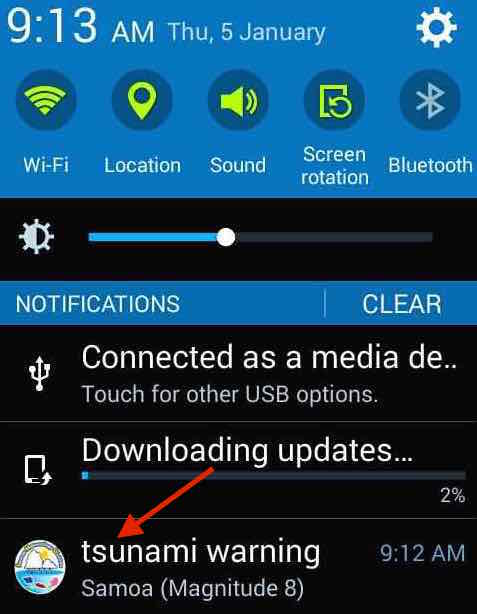 9:13 AM Thu, 5 January
Wi-Fi Location Sound Screen rotation Bluetooth
NOTIFICATIONS CLEAR
Connected as a media de..
Touch for other USB options.
Downloading updates...
2%
tsunami warning 9:12 AM
Samoa (Magnitude 8)